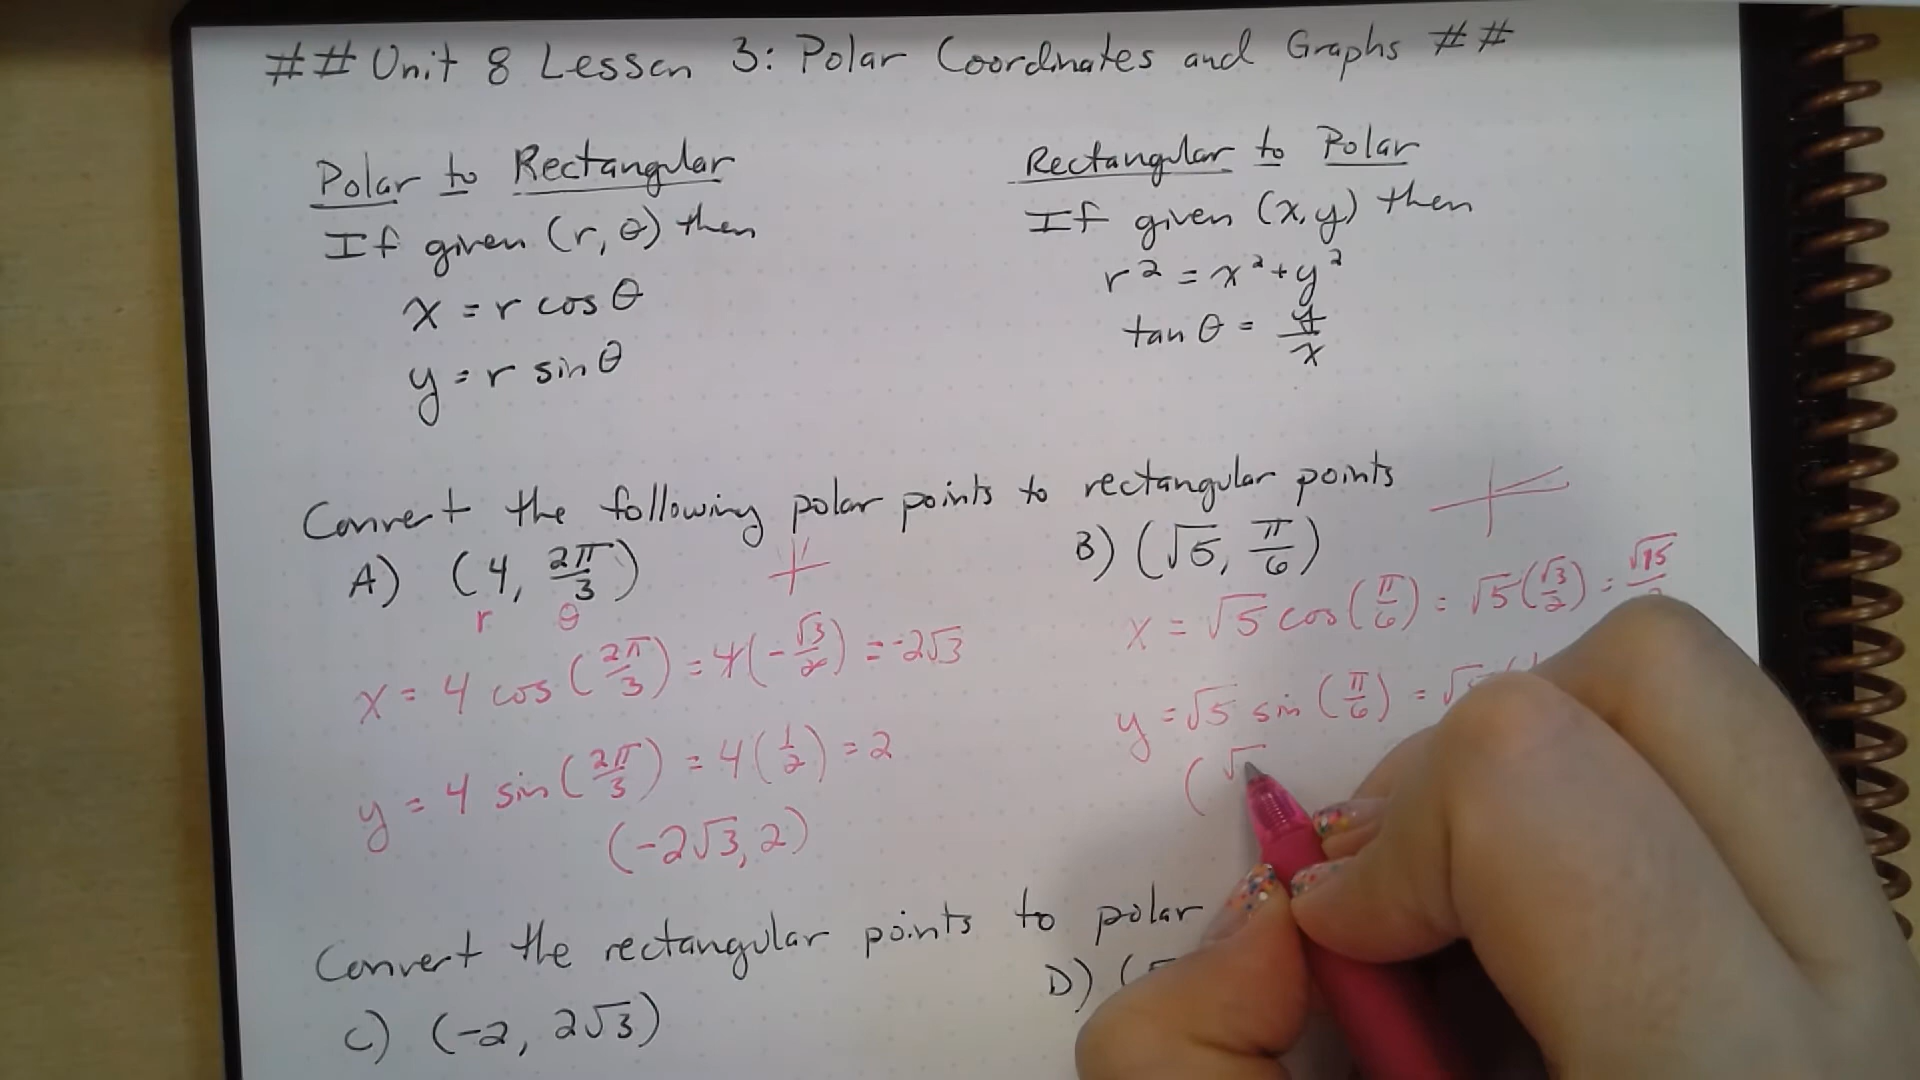 ## Unit 8 Lesson 3: Polar Coordinates and Graphs ##
Polar to Rectangular
If given (r, θ) then
x = r cos θ
y = r sin θ
Rectangular to Polar
If given (x, y) then
r² = x² + y²
tan θ = y/x
Convert the following polar points to rectangular points
A) (4, 2π/3)
r θ
x = 4 cos(2π/3) = 4(-√3/2) = -2√3
y = 4 sin(2π/3) = 4(1/2) = 2
(-2√3, 2)
B) (√5, π/6)
x = √5 cos(π/6) = √5(√3/2) = √15
y = √5 sin(π/6) = √
(√
Convert the rectangular points to polar
C) (-2, 2√3)
D) (